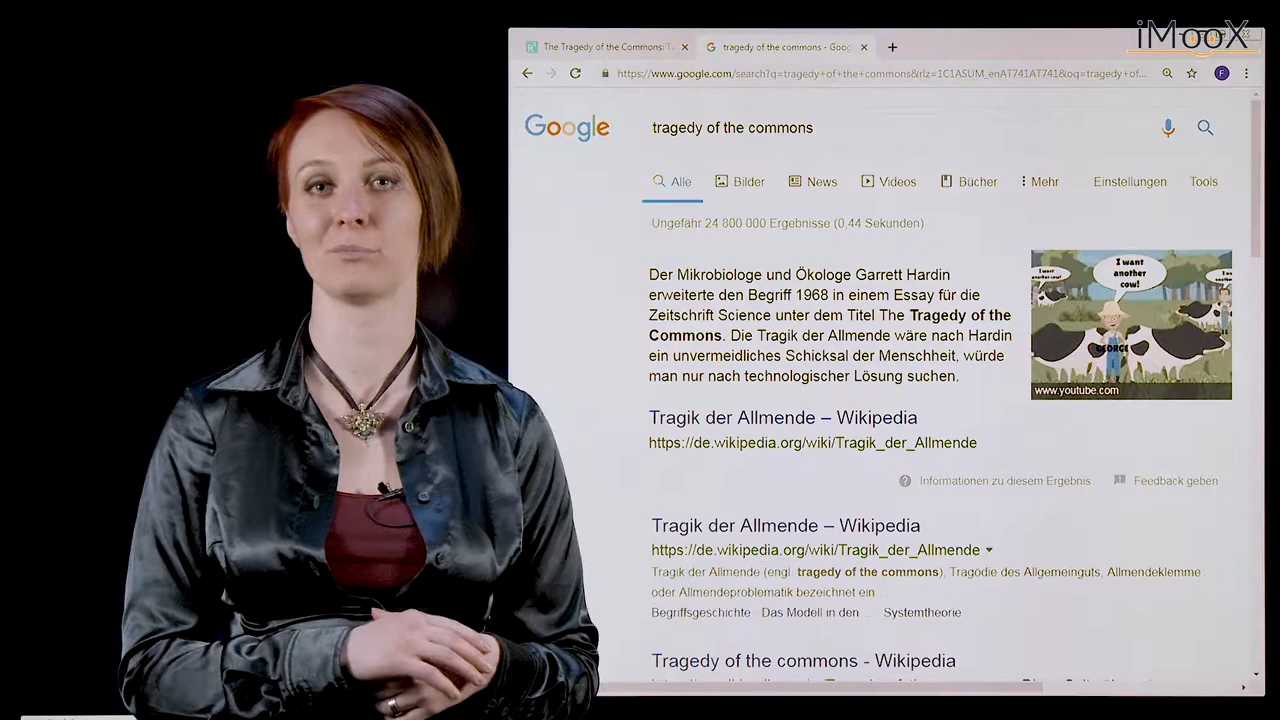 iMooX
The Tragedy of the Commons: T
tragedy of the commons - Goog
https://www.google.com/search?q=tragedy+of+the+commons&rlz=1C1ASUM_enAT741AT741&oq=tragedy+of...
F
Google
tragedy of the commons
Alle Bilder News Videos Bücher Mehr Einstellungen Tools
Ungefähr 24 800 000 Ergebnisse (0,44 Sekunden)
Der Mikrobiologe und Ökologe Garrett Hardin
erweiterte den Begriff 1968 in einem Essay für die
Zeitschrift Science unter dem Titel The Tragedy of the
Commons. Die Tragik der Allmende wäre nach Hardin
ein unvermeidliches Schicksal der Menschheit, würde
man nur nach technologischer Lösung suchen.
I want
another
cow!
I want
another
cow!
GEORGE
www.youtube.com
Tragik der Allmende – Wikipedia
https://de.wikipedia.org/wiki/Tragik_der_Allmende
Informationen zu diesem Ergebnis Feedback geben
Tragik der Allmende – Wikipedia
https://de.wikipedia.org/wiki/Tragik_der_Allmende
Tragik der Allmende (engl. tragedy of the commons), Tragödie des Allgemeinguts, Allmendeklemme
oder Allmendeproblematik bezeichnet ein ...
Begriffsgeschichte Das Modell in den ... Systemtheorie
Tragedy of the commons - Wikipedia